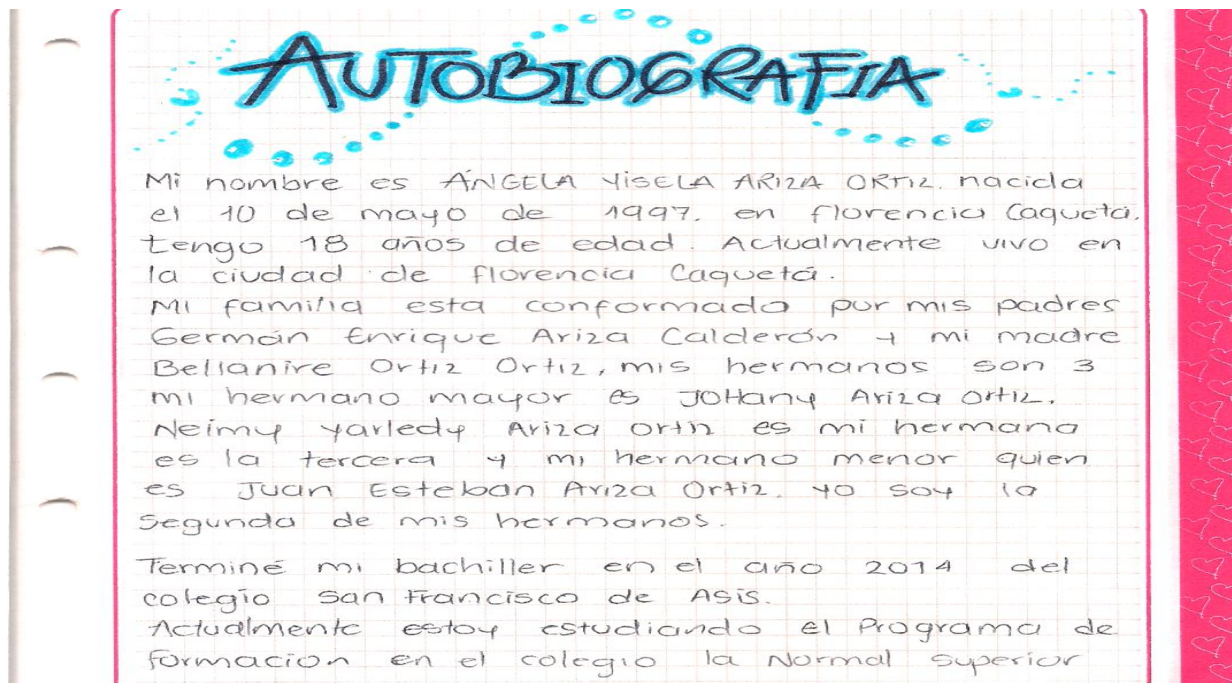 AUTOBIOGRAFIA
Mi nombre es ÁNGELA YISELA ARIZA ORTIZ. nacida
el 10 de mayo de 1997. en florencia Caquetá.
tengo 18 años de edad. Actualmente vivo en
la ciudad de florencia Caquetá.
Mi familia esta conformado por mis padres
Germán Enrique Ariza Calderón y mi madre
Bellanire Ortiz Ortiz, mis hermanos son 3
mi hermano mayor es JOHany Ariza Ortiz.
Neimy yarledy Ariza Ortiz es mi hermana
es la tercera y mi hermano menor quien
es Juan Esteban Ariza Ortiz. yo soy la
Segunda de mis hermanos.
Terminé mi bachiller en el año 2014 del
colegio San Francisco de Asis.
Actualmente estoy estudiando el Programa de
formacion en el colegio la Normal Superior